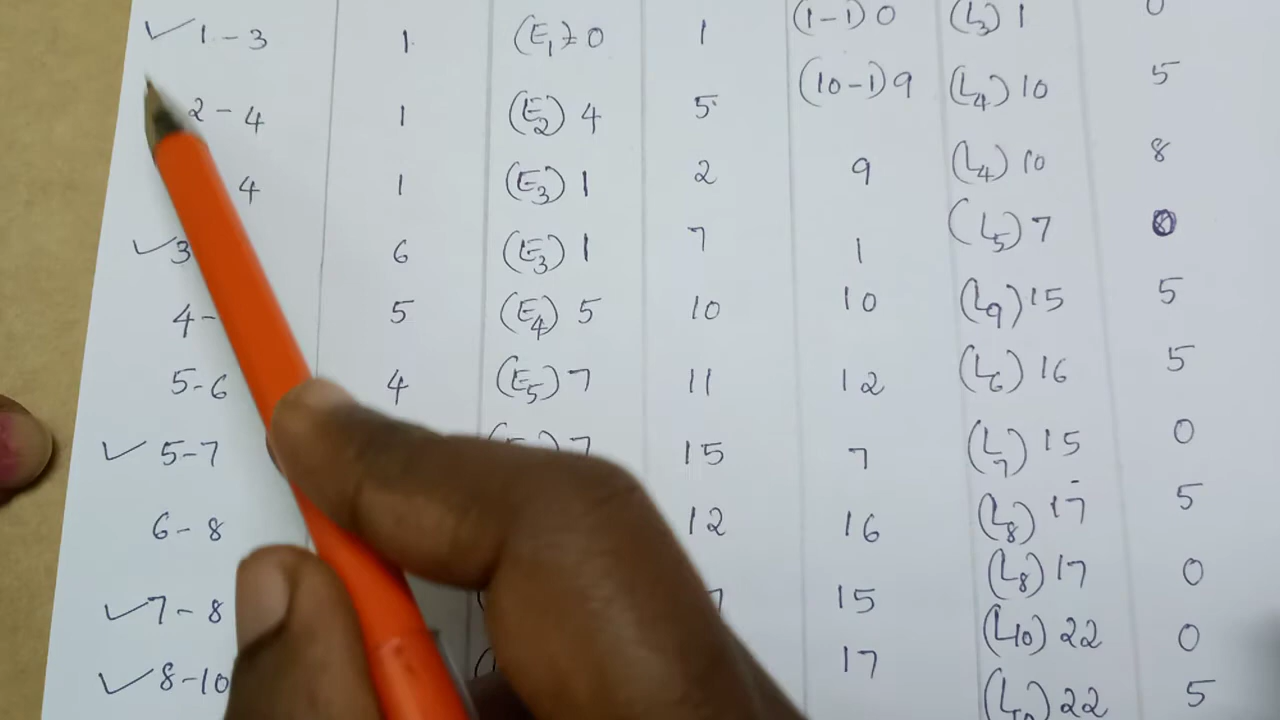 ✓ 1-3 1 (E1) 0 1 (1-1) 0 (L3) 1 0
2-4 1 (E2) 4 5 (10-1) 9 (L4) 10 5
4 1 (E3) 1 2 9 (L4) 10 8
✓ 3 6 (E3) 1 7 1 (L5) 7 0
4- 5 (E4) 5 10 10 (L9) 15 5
5-6 4 (E5) 7 11 12 (L6) 16 5
✓ 5-7 7 15 7 (L7) 15 0
6-8 12 16 (L8) 17 5
✓ 7-8 15 (L8) 17 0
✓ 8-10 17 (L10) 22 0
(L10) 22 5